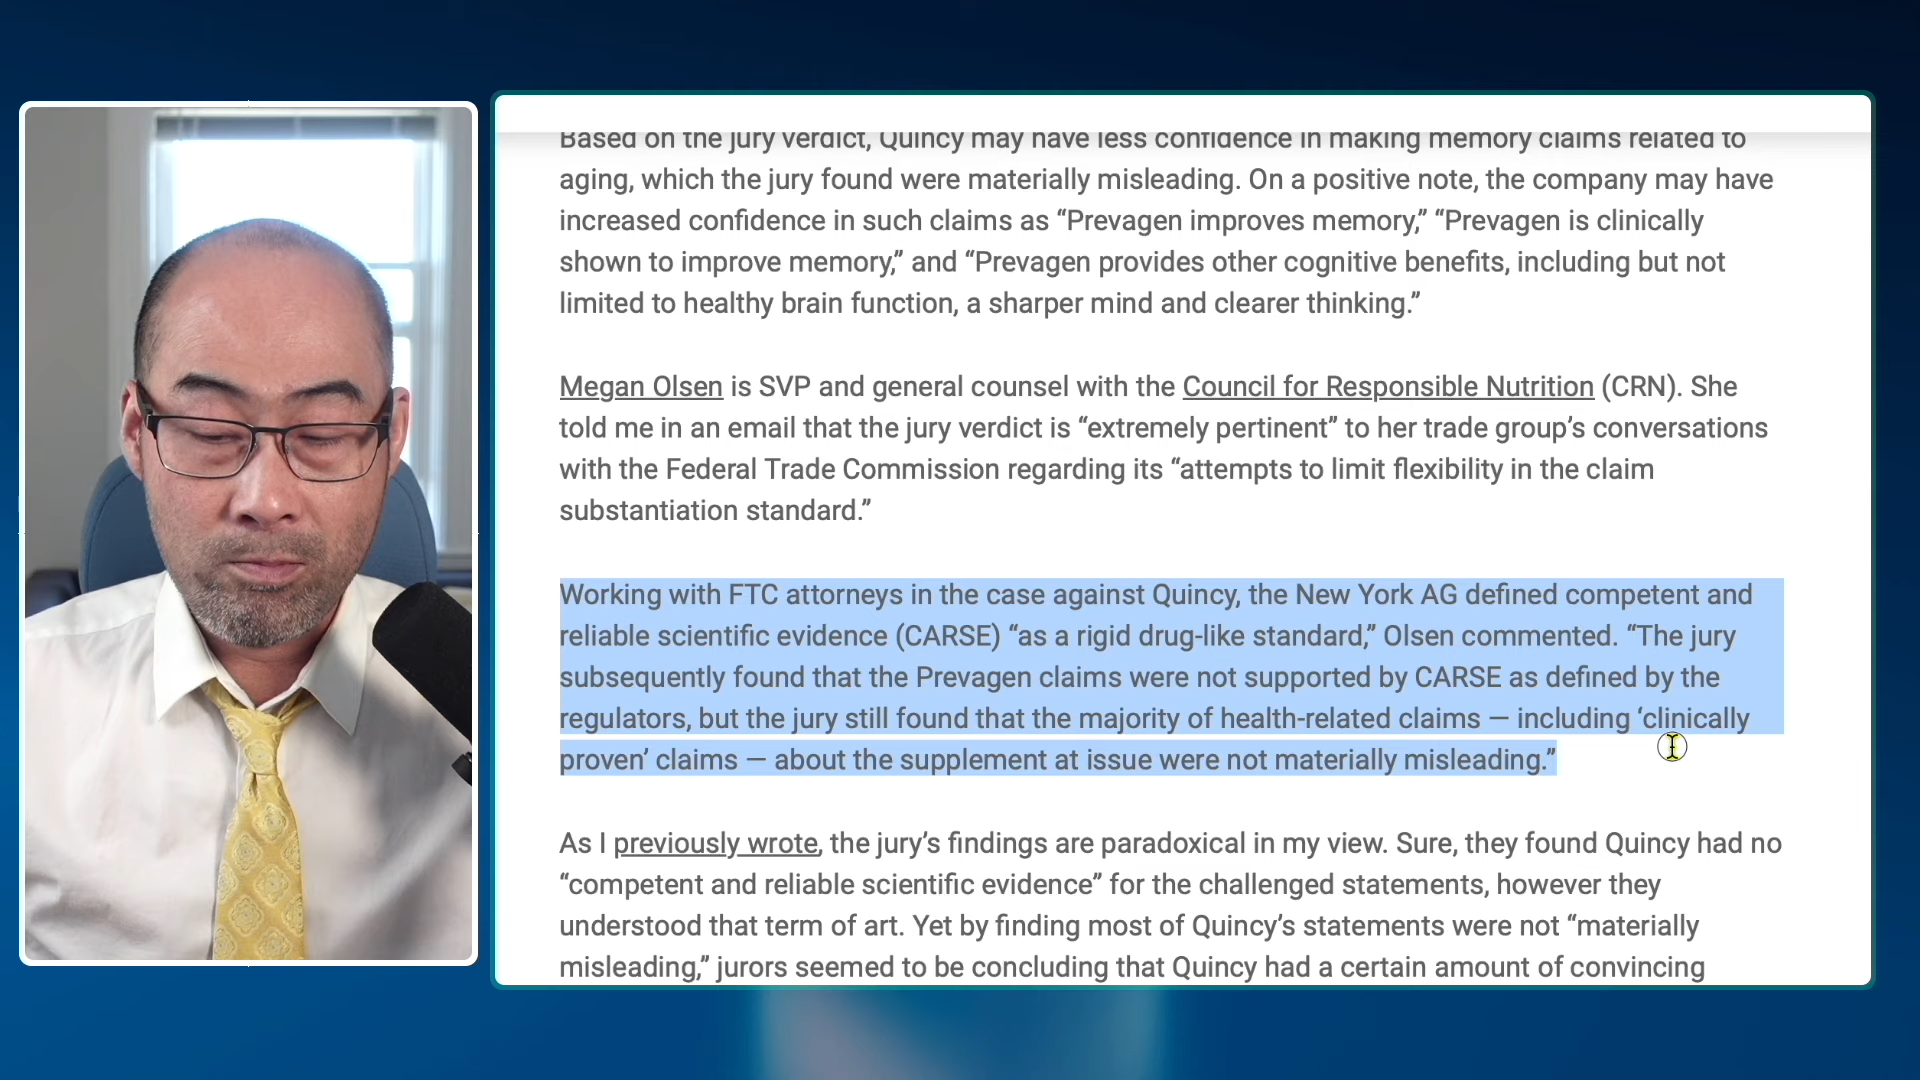 Based on the jury verdict, Quincy may have less confidence in making memory claims related to
aging, which the jury found were materially misleading. On a positive note, the company may have
increased confidence in such claims as “Prevagen improves memory,” “Prevagen is clinically
shown to improve memory,” and “Prevagen provides other cognitive benefits, including but not
limited to healthy brain function, a sharper mind and clearer thinking.”
Megan Olsen is SVP and general counsel with the Council for Responsible Nutrition (CRN). She
told me in an email that the jury verdict is “extremely pertinent” to her trade group’s conversations
with the Federal Trade Commission regarding its “attempts to limit flexibility in the claim
substantiation standard.”
Working with FTC attorneys in the case against Quincy, the New York AG defined competent and
reliable scientific evidence (CARSE) “as a rigid drug-like standard,” Olsen commented. “The jury
subsequently found that the Prevagen claims were not supported by CARSE as defined by the
regulators, but the jury still found that the majority of health-related claims — including ‘clinically
proven’ claims — about the supplement at issue were not materially misleading.”
As I previously wrote, the jury’s findings are paradoxical in my view. Sure, they found Quincy had no
“competent and reliable scientific evidence” for the challenged statements, however they
understood that term of art. Yet by finding most of Quincy’s statements were not “materially
misleading,” jurors seemed to be concluding that Quincy had a certain amount of convincing